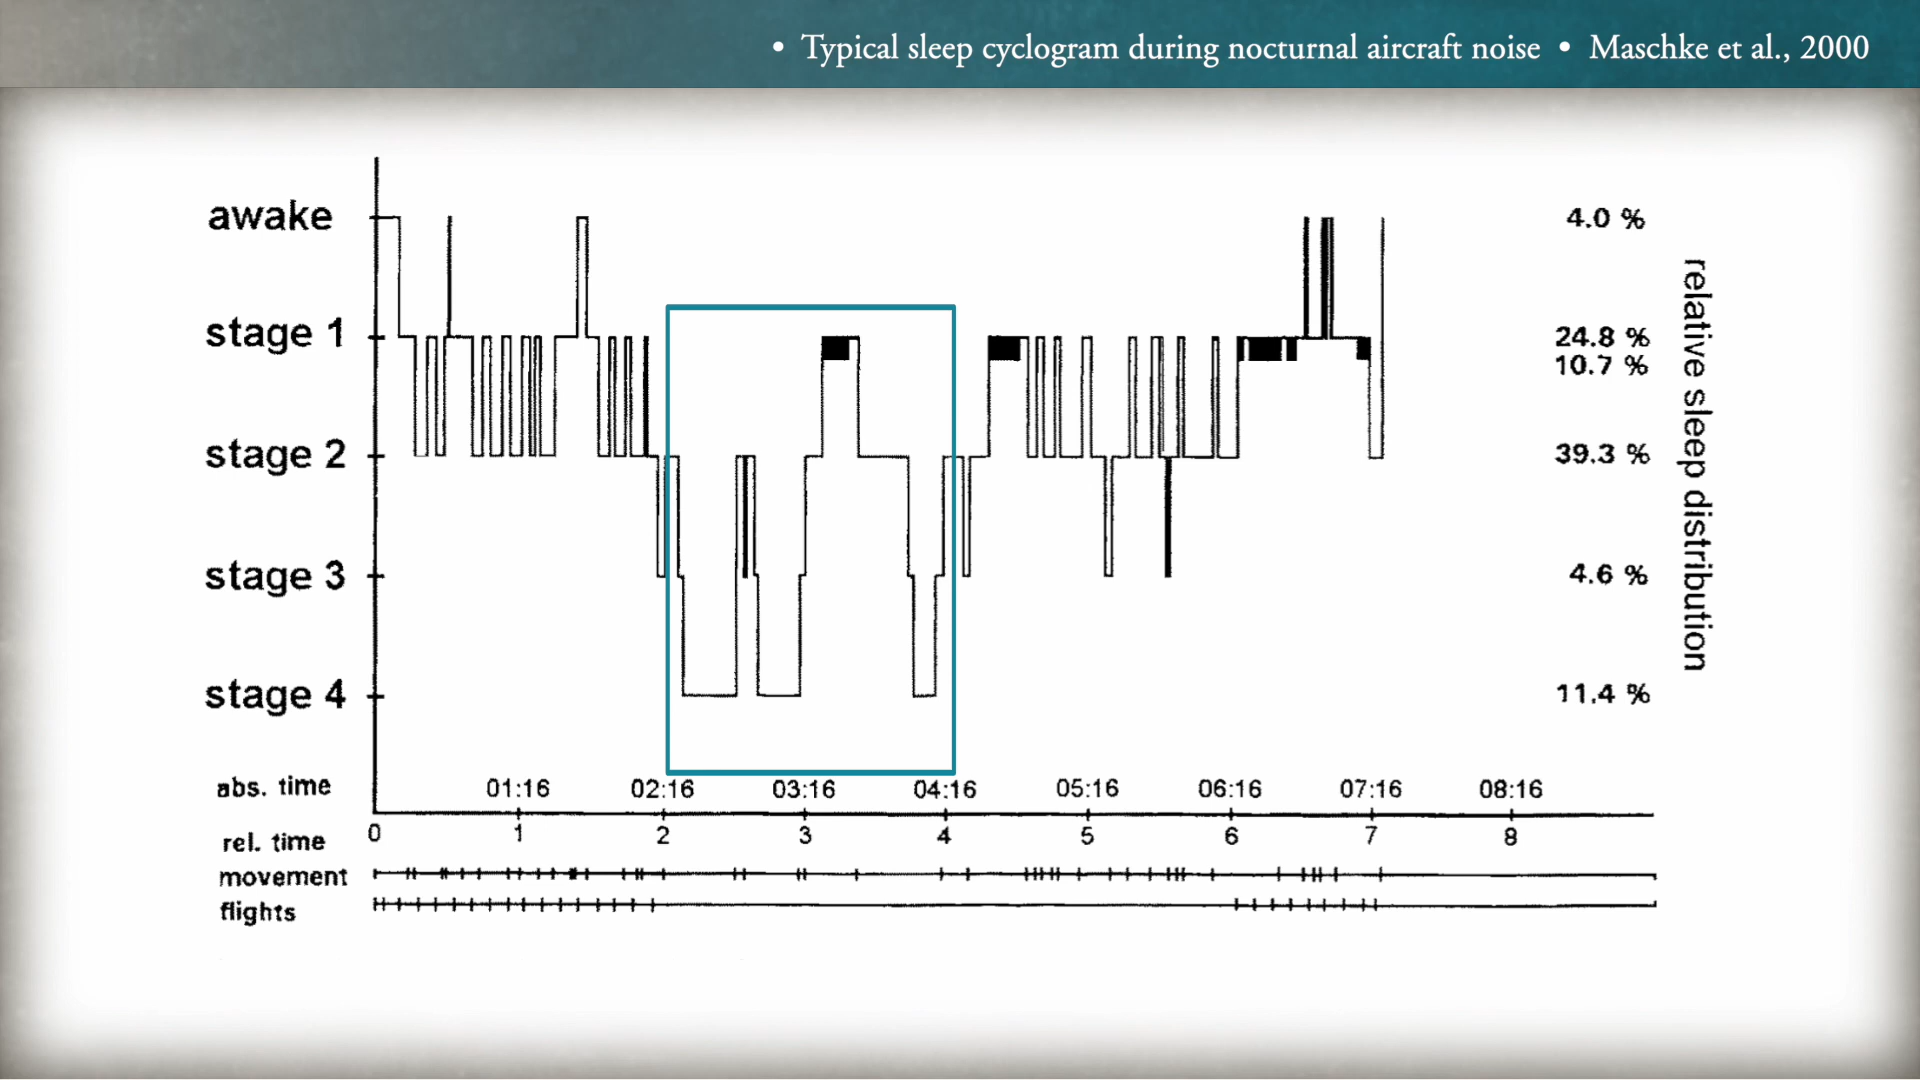 • Typical sleep cyclogram during nocturnal aircraft noise • Maschke et al., 2000
awake 4.0 %
stage 1 24.8 %
10.7 %
stage 2 39.3 %
stage 3 4.6 %
stage 4 11.4 %
relative sleep distribution
abs. time 01:16 02:16 03:16 04:16 05:16 06:16 07:16 08:16
rel. time 0 1 2 3 4 5 6 7 8
movement
flights